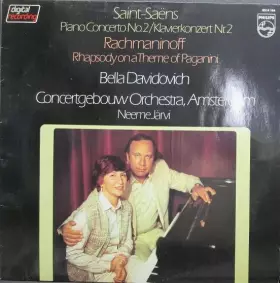 digital
recording
Saint-Saëns
Piano Concerto No.2/Klavierkonzert Nr.2
Rachmaninoff
Rhapsody on a Theme of Paganini
Bella Davidovich
Concertgebouw Orchestra, Amsterdam
Neeme Järvi
PHILIPS